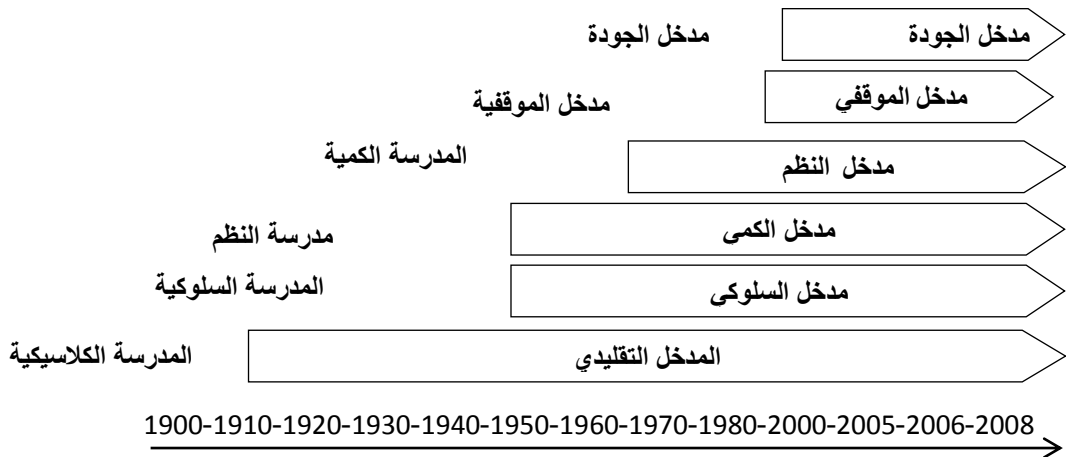 مدخل الجودة
مدخل الجودة
مدخل الموقفي
مدخل الموقفية
مدخل النظم
المدرسة الكمية
مدخل الكمى
مدرسة النظم
مدخل السلوكى
المدرسة السلوكية
المدخل التقليدي
المدرسة الكلاسيكية
1900-1910-1920-1930-1940-1950-1960-1970-1980-2000-2005-2006-2008